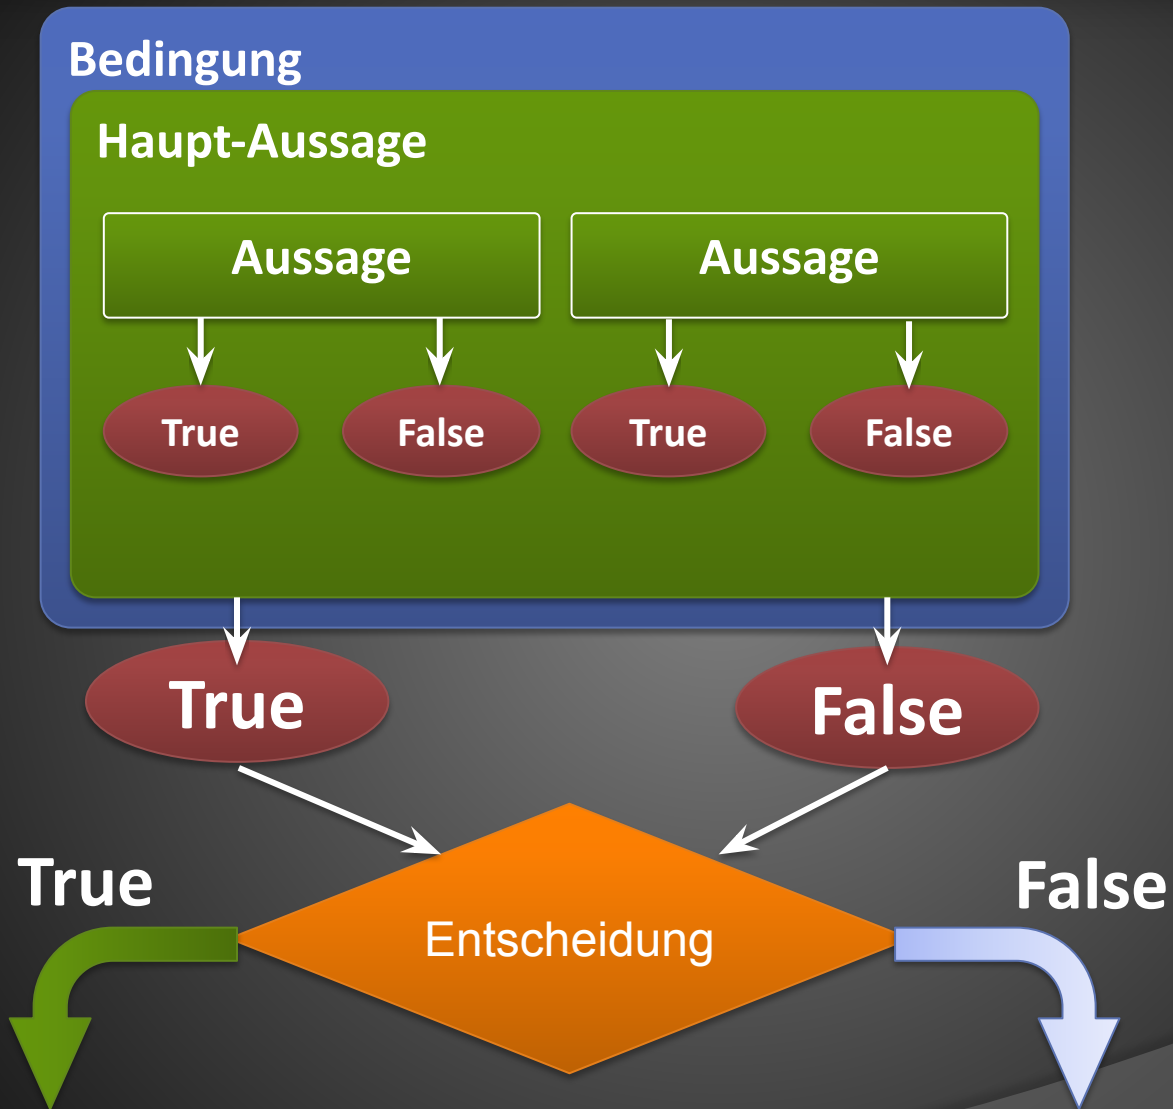 Bedingung
Haupt-Aussage
Aussage
Aussage
True
False
True
False
True
False
True
False
Entscheidung